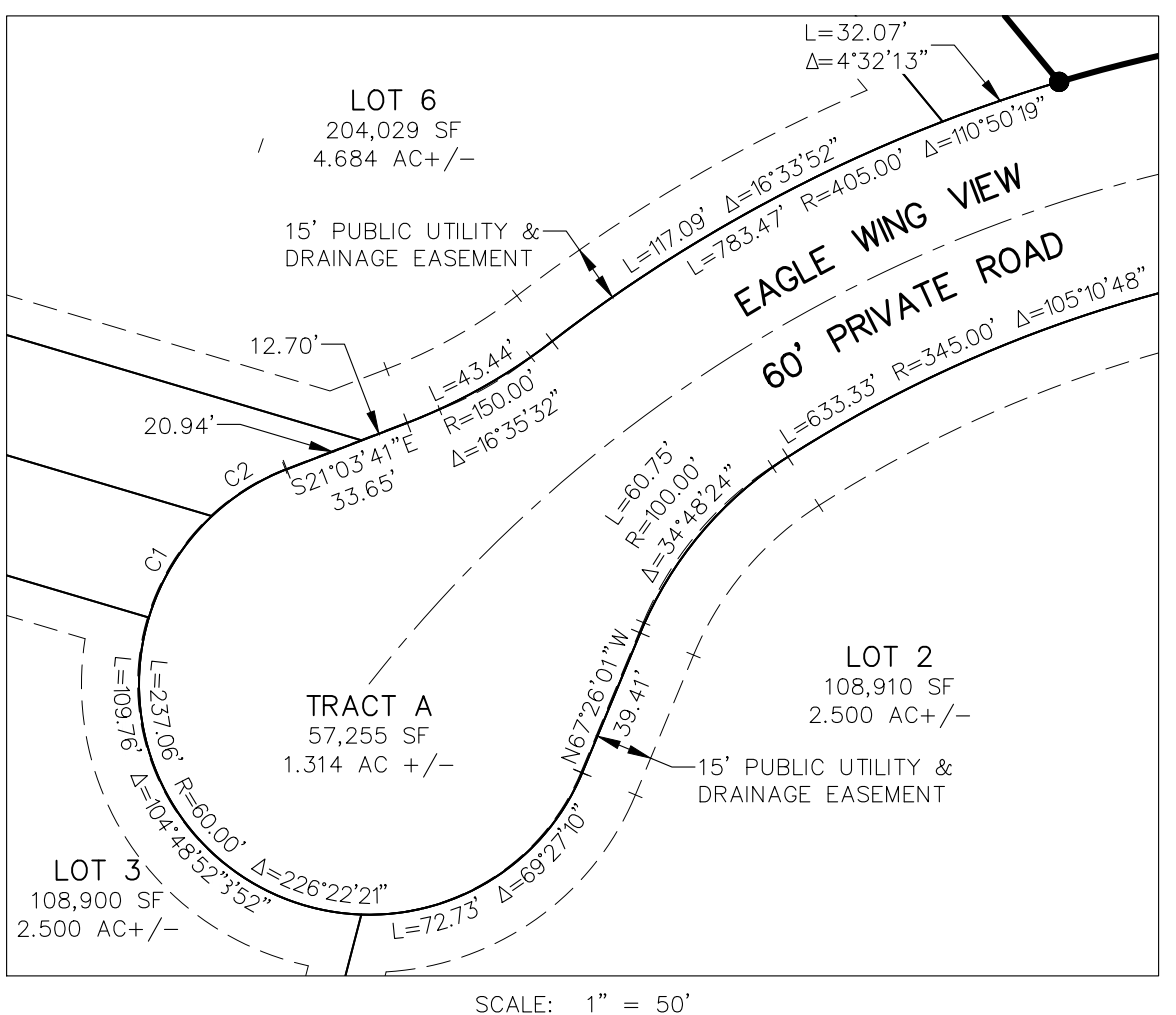 L=32.07'
Δ=4°32'13"
LOT 6
204,029 SF
4.684 AC+/-
Δ=110°50'19"
L=117.09' Δ=16°33'52"
L=783.47' R=405.00'
15' PUBLIC UTILITY &
DRAINAGE EASEMENT
EAGLE WING VIEW
60' PRIVATE ROAD
L=633.33' R=345.00' Δ=105°10'48"
12.70'
L=43.44'
R=150.00'
Δ=16°35'32"
20.94'
S21°03'41"E
33.65'
C2
C1
L=60.75'
R=100.00'
Δ=34°48'24"
N67°26'01"W
39.41'
LOT 2
108,910 SF
2.500 AC+/-
TRACT A
57,255 SF
1.314 AC +/-
15' PUBLIC UTILITY &
DRAINAGE EASEMENT
L=237.06' R=60.00' Δ=226°22'21"
L=109.76' Δ=104°48'52"
L=72.73' Δ=69°27'10"
LOT 3
108,900 SF
2.500 AC+/-
SCALE: 1" = 50'